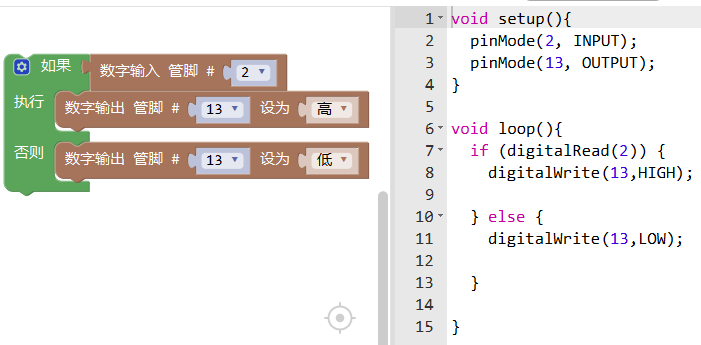 如果 数字输入 管脚 # 2
执行 数字输出 管脚 # 13 设为 高
否则 数字输出 管脚 # 13 设为 低
1 void setup(){
2   pinMode(2, INPUT);
3   pinMode(13, OUTPUT);
4 }
5
6 void loop(){
7   if (digitalRead(2)) {
8     digitalWrite(13,HIGH);
9
10   } else {
11     digitalWrite(13,LOW);
12
13   }
14
15 }